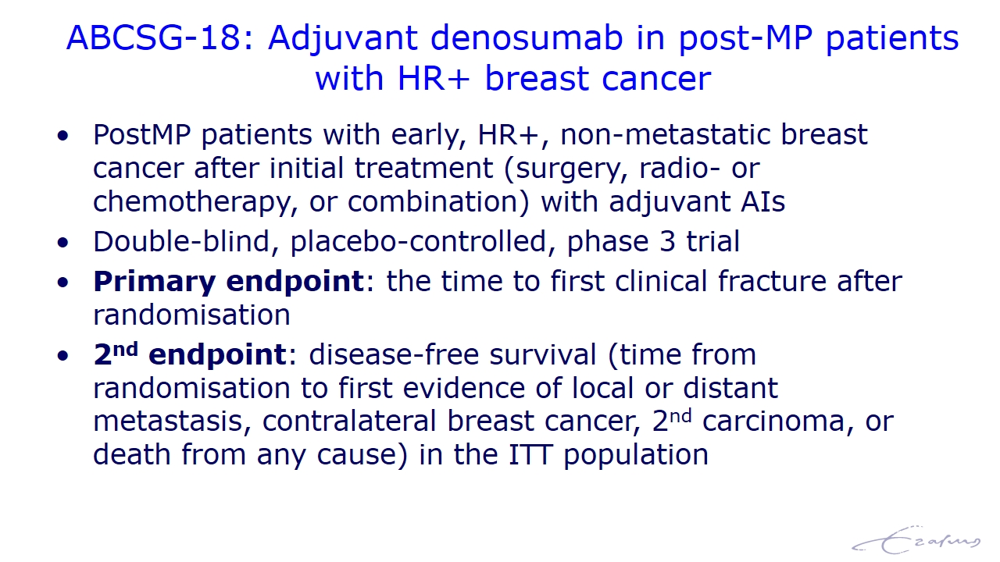 ABCSG-18: Adjuvant denosumab in post-MP patients
with HR+ breast cancer
• PostMP patients with early, HR+, non-metastatic breast
cancer after initial treatment (surgery, radio- or
chemotherapy, or combination) with adjuvant AIs
• Double-blind, placebo-controlled, phase 3 trial
• Primary endpoint: the time to first clinical fracture after
randomisation
• 2nd endpoint: disease-free survival (time from
randomisation to first evidence of local or distant
metastasis, contralateral breast cancer, 2nd carcinoma, or
death from any cause) in the ITT population
Erasmus